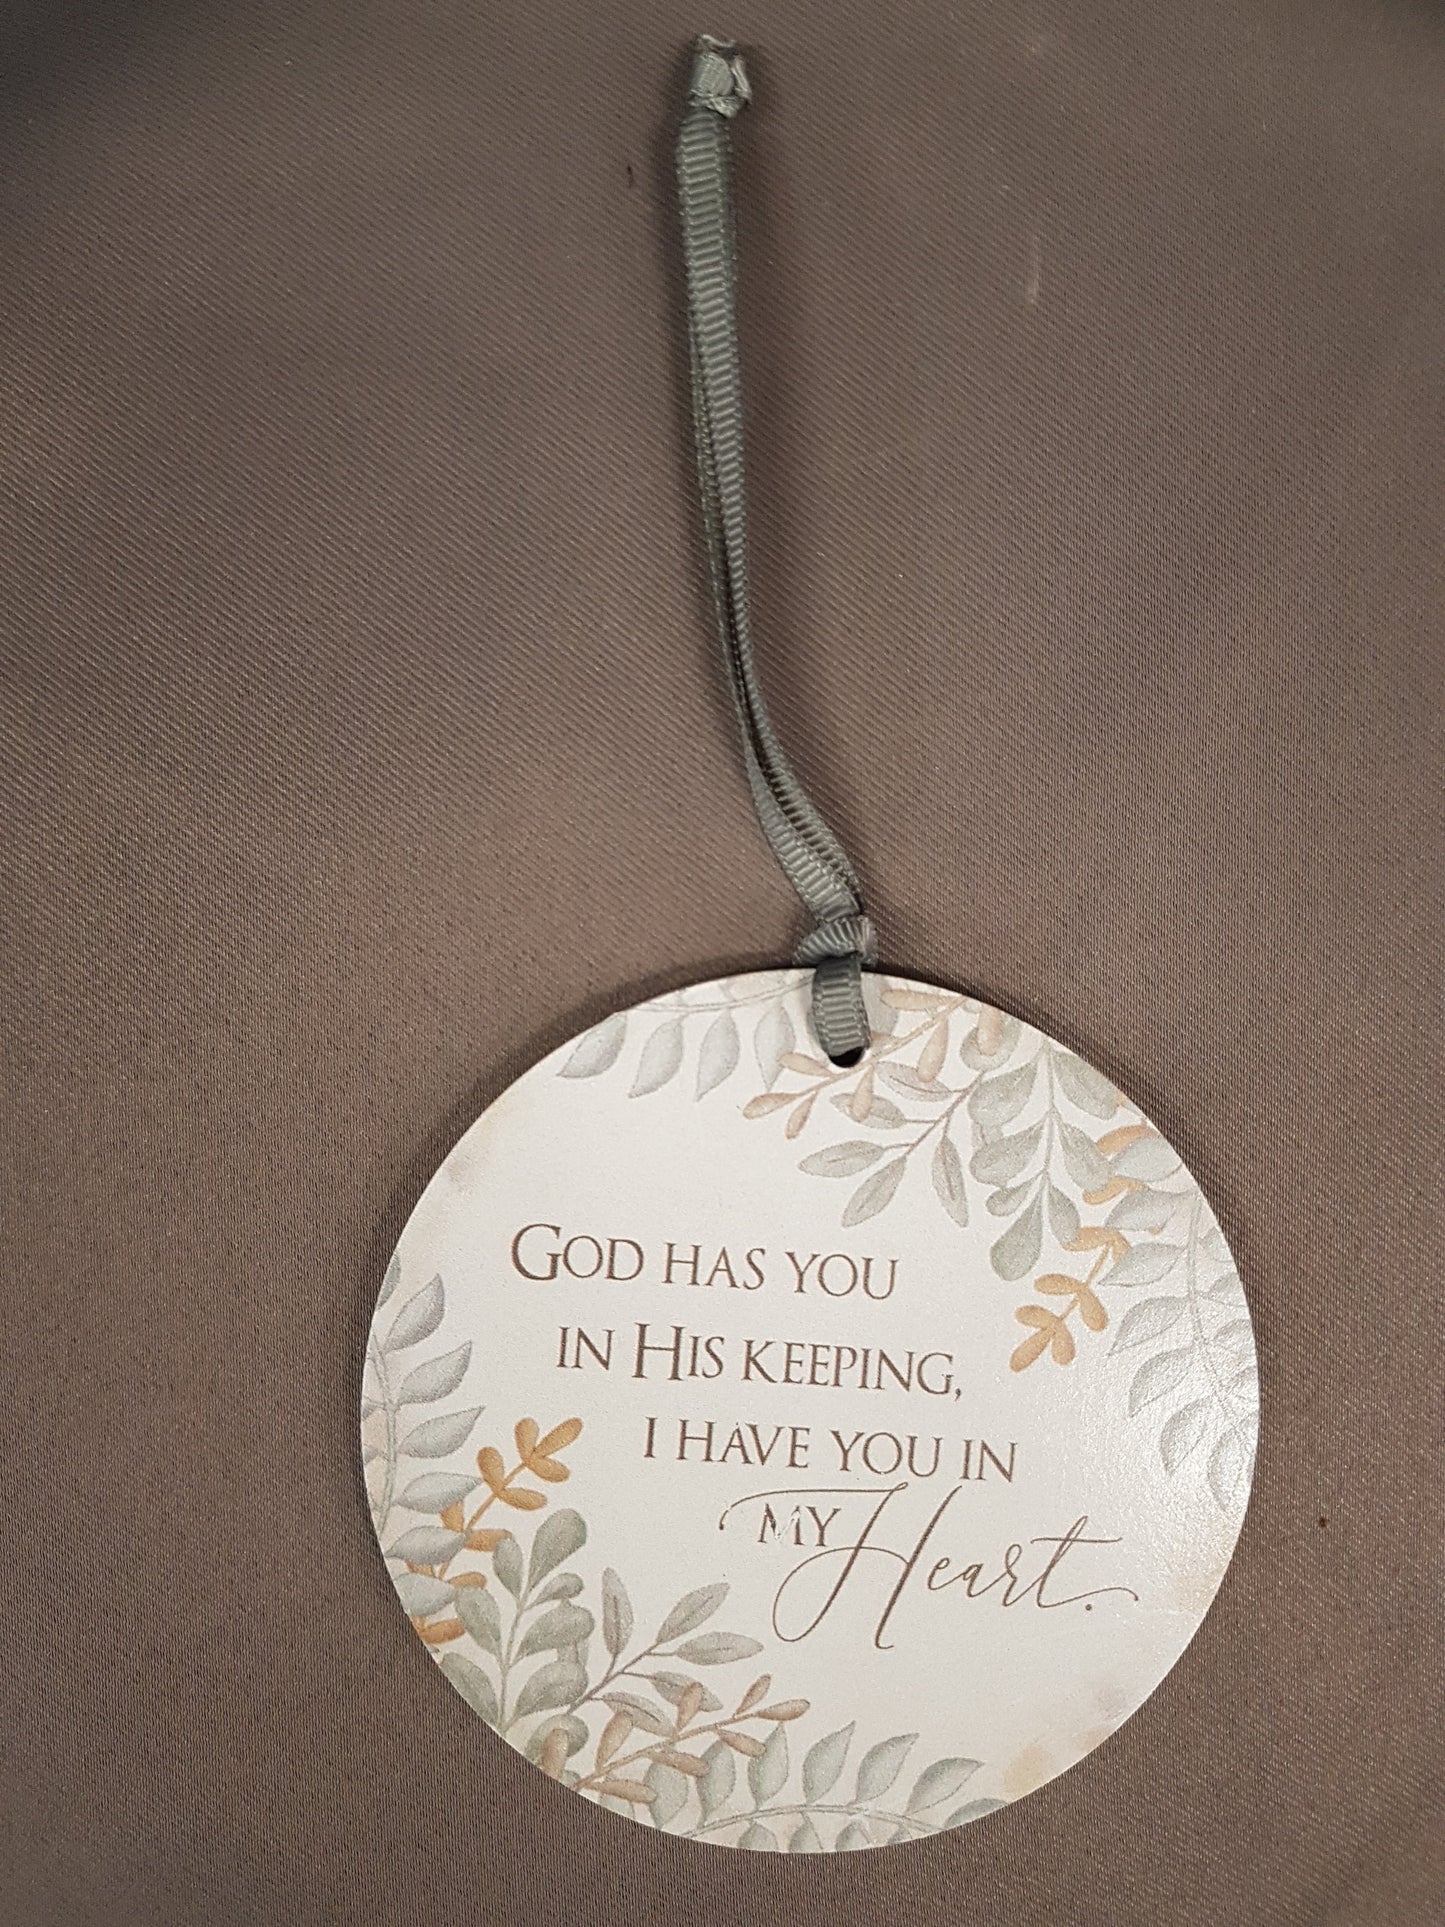 God has you
in His keeping,
I have you in
my Heart.